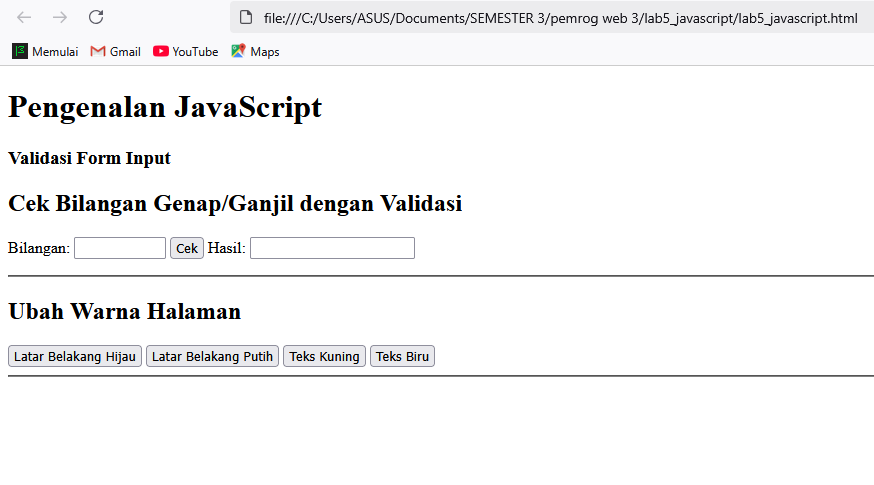 file:///C:/Users/ASUS/Documents/SEMESTER 3/pemrog web 3/lab5_javascript/lab5_javascript.html
Memulai Gmail YouTube Maps
Pengenalan JavaScript
Validasi Form Input
Cek Bilangan Genap/Ganjil dengan Validasi
Bilangan: Cek Hasil:
Ubah Warna Halaman
Latar Belakang Hijau Latar Belakang Putih Teks Kuning Teks Biru